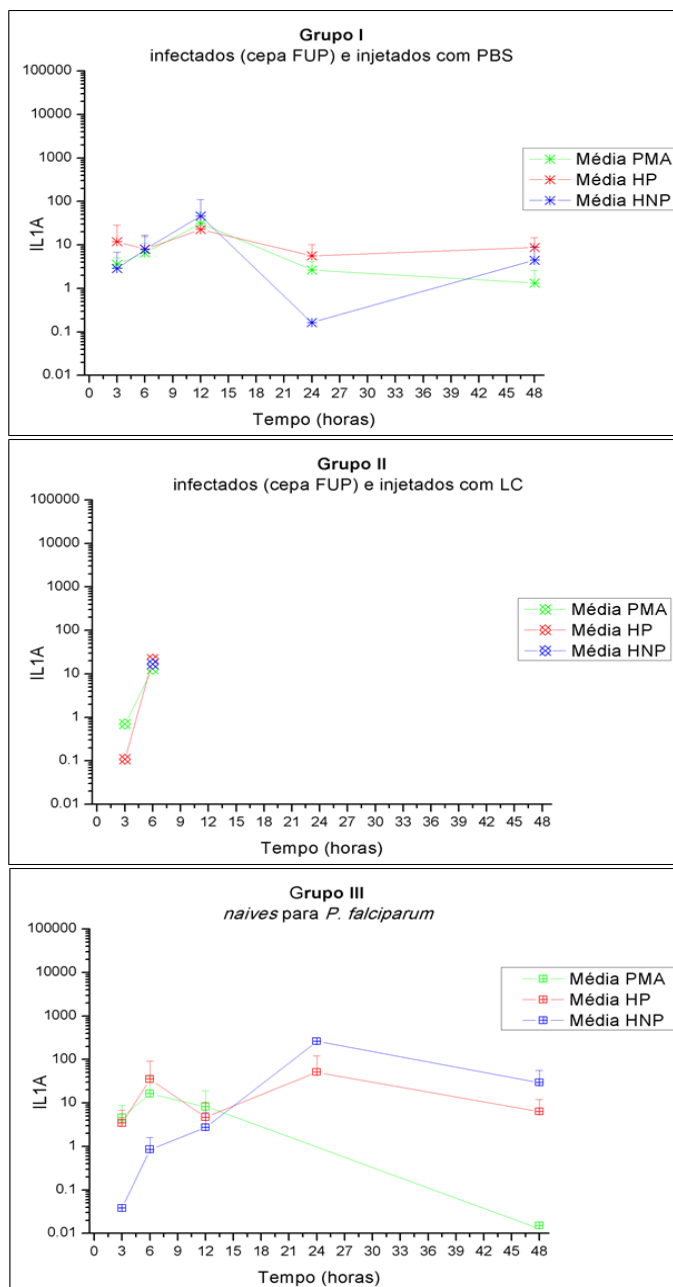 Grupo I
infectados (cepa FUP) e injetados com PBS
100000
10000
1000
100
10
1
0.1
0.01
IL1A
0 3 6 9 12 15 18 21 24 27 30 33 36 39 42 45 48
Tempo (horas)
Média PMA
Média HP
Média HNP
Grupo II
infectados (cepa FUP) e injetados com LC
100000
10000
1000
100
10
1
0.1
0.01
IL1A
0 3 6 9 12 15 18 21 24 27 30 33 36 39 42 45 48
Tempo (horas)
Média PMA
Média HP
Média HNP
Grupo III
naives para P. falciparum
100000
10000
1000
100
10
1
0.1
0.01
IL1A
0 3 6 9 12 15 18 21 24 27 30 33 36 39 42 45 48
Tempo (horas)
Média PMA
Média HP
Média HNP